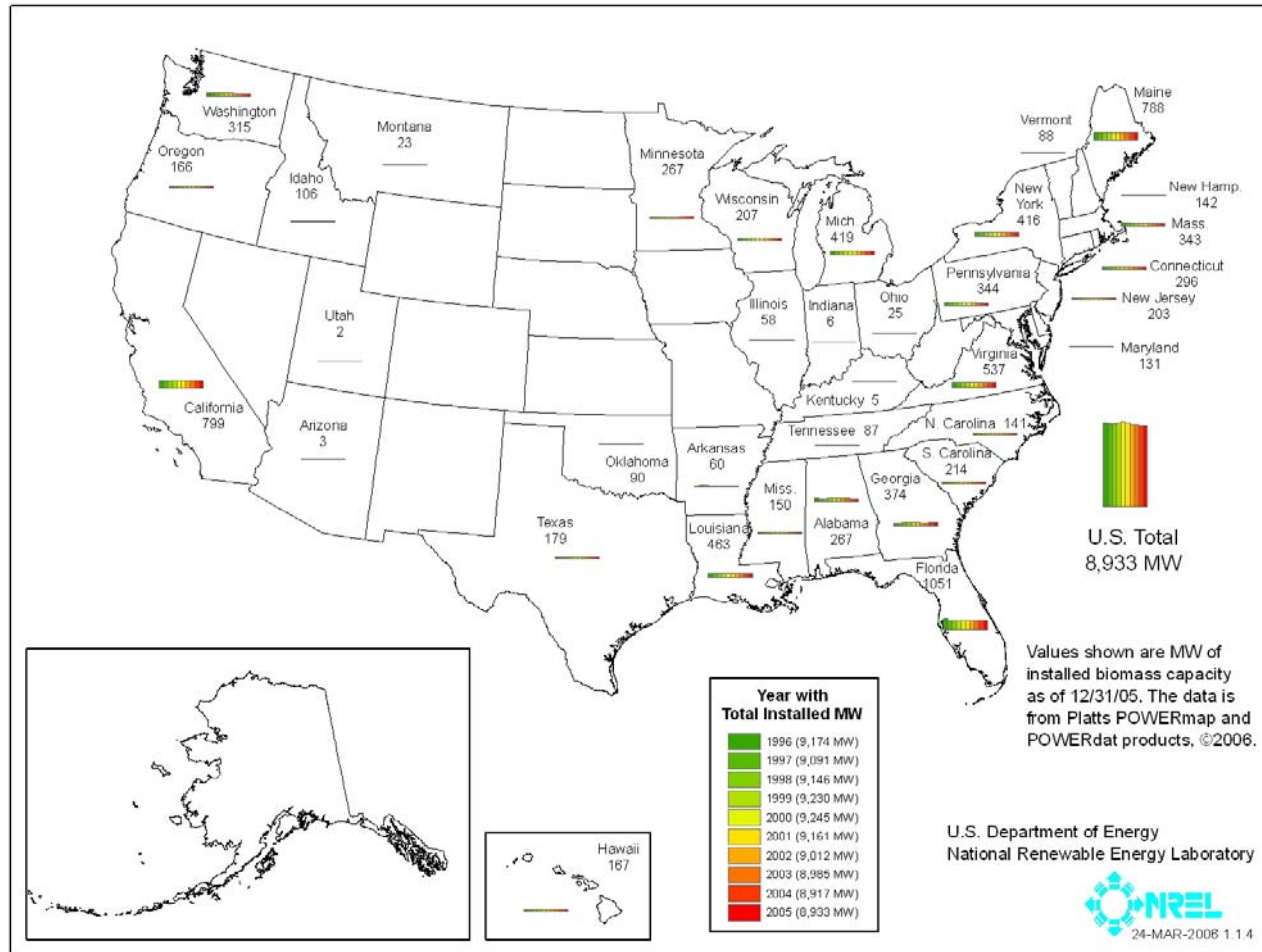 Washington
315
Oregon
166
Idaho
106
Montana
23
Minnesota
267
Wisconsin
207
Mich
419
Vermont
88
Maine
788
New Hamp.
142
New
York
416
Mass.
343
Connecticut
296
Pennsylvania
344
New Jersey
203
Maryland
131
Illinois
58
Indiana
6
Ohio
25
Utah
2
Virginia
537
Kentucky 5
California
799
Arizona
3
Oklahoma
90
Arkansas
60
Tennessee 87
N. Carolina 141
S. Carolina
214
Texas
179
Louisiana
463
Miss.
150
Alabama
267
Georgia
374
Florida
1051
U.S. Total
8,933 MW
Values shown are MW of
installed biomass capacity
as of 12/31/05. The data is
from Platts POWERmap and
POWERdat products, ©2006.
Hawaii
167
Year with
Total Installed MW
1996 (9,174 MW)
1997 (9,091 MW)
1998 (9,146 MW)
1999 (9,230 MW)
2000 (9,245 MW)
2001 (9,161 MW)
2002 (9,012 MW)
2003 (8,985 MW)
2004 (8,917 MW)
2005 (8,933 MW)
U.S. Department of Energy
National Renewable Energy Laboratory
NREL
24-MAR-2006 1.1.4